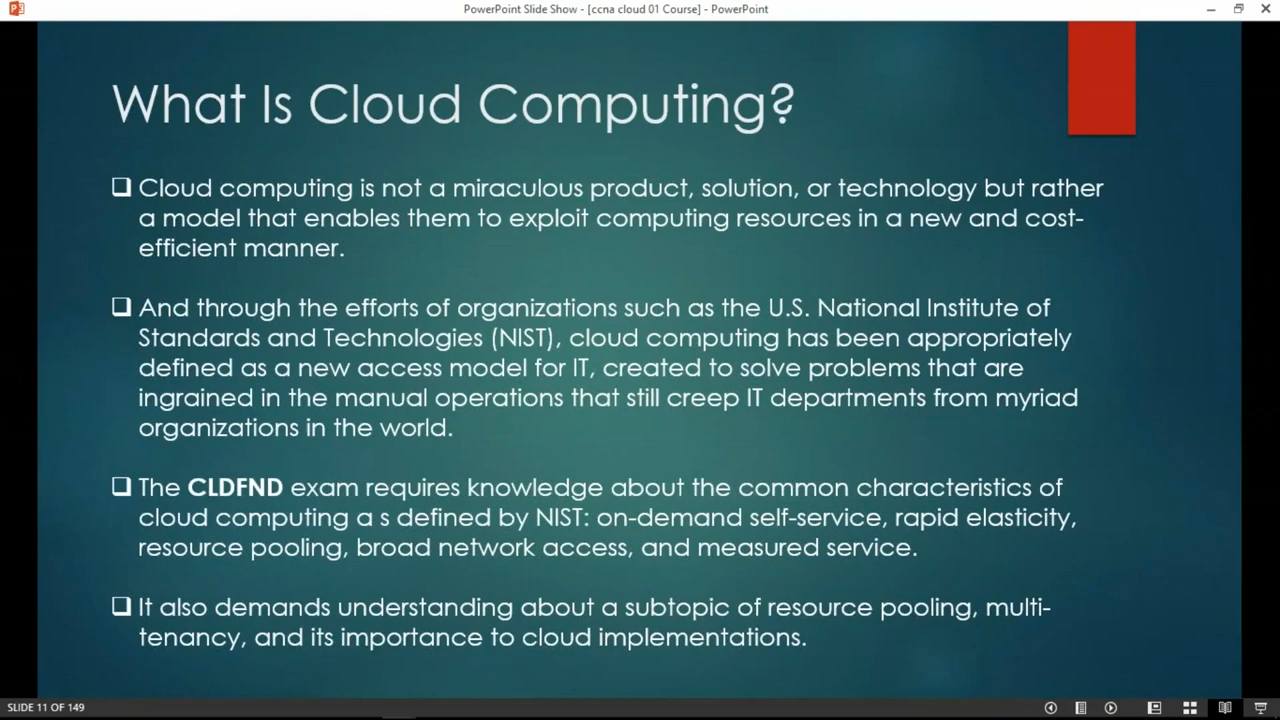 PowerPoint Slide Show - [ccna cloud 01 Course] - PowerPoint
What Is Cloud Computing?
Cloud computing is not a miraculous product, solution, or technology but rather
a model that enables them to exploit computing resources in a new and cost-
efficient manner.
And through the efforts of organizations such as the U.S. National Institute of
Standards and Technologies (NIST), cloud computing has been appropriately
defined as a new access model for IT, created to solve problems that are
ingrained in the manual operations that still creep IT departments from myriad
organizations in the world.
The CLDFND exam requires knowledge about the common characteristics of
cloud computing a s defined by NIST: on-demand self-service, rapid elasticity,
resource pooling, broad network access, and measured service.
It also demands understanding about a subtopic of resource pooling, multi-
tenancy, and its importance to cloud implementations.
SLIDE 11 OF 149